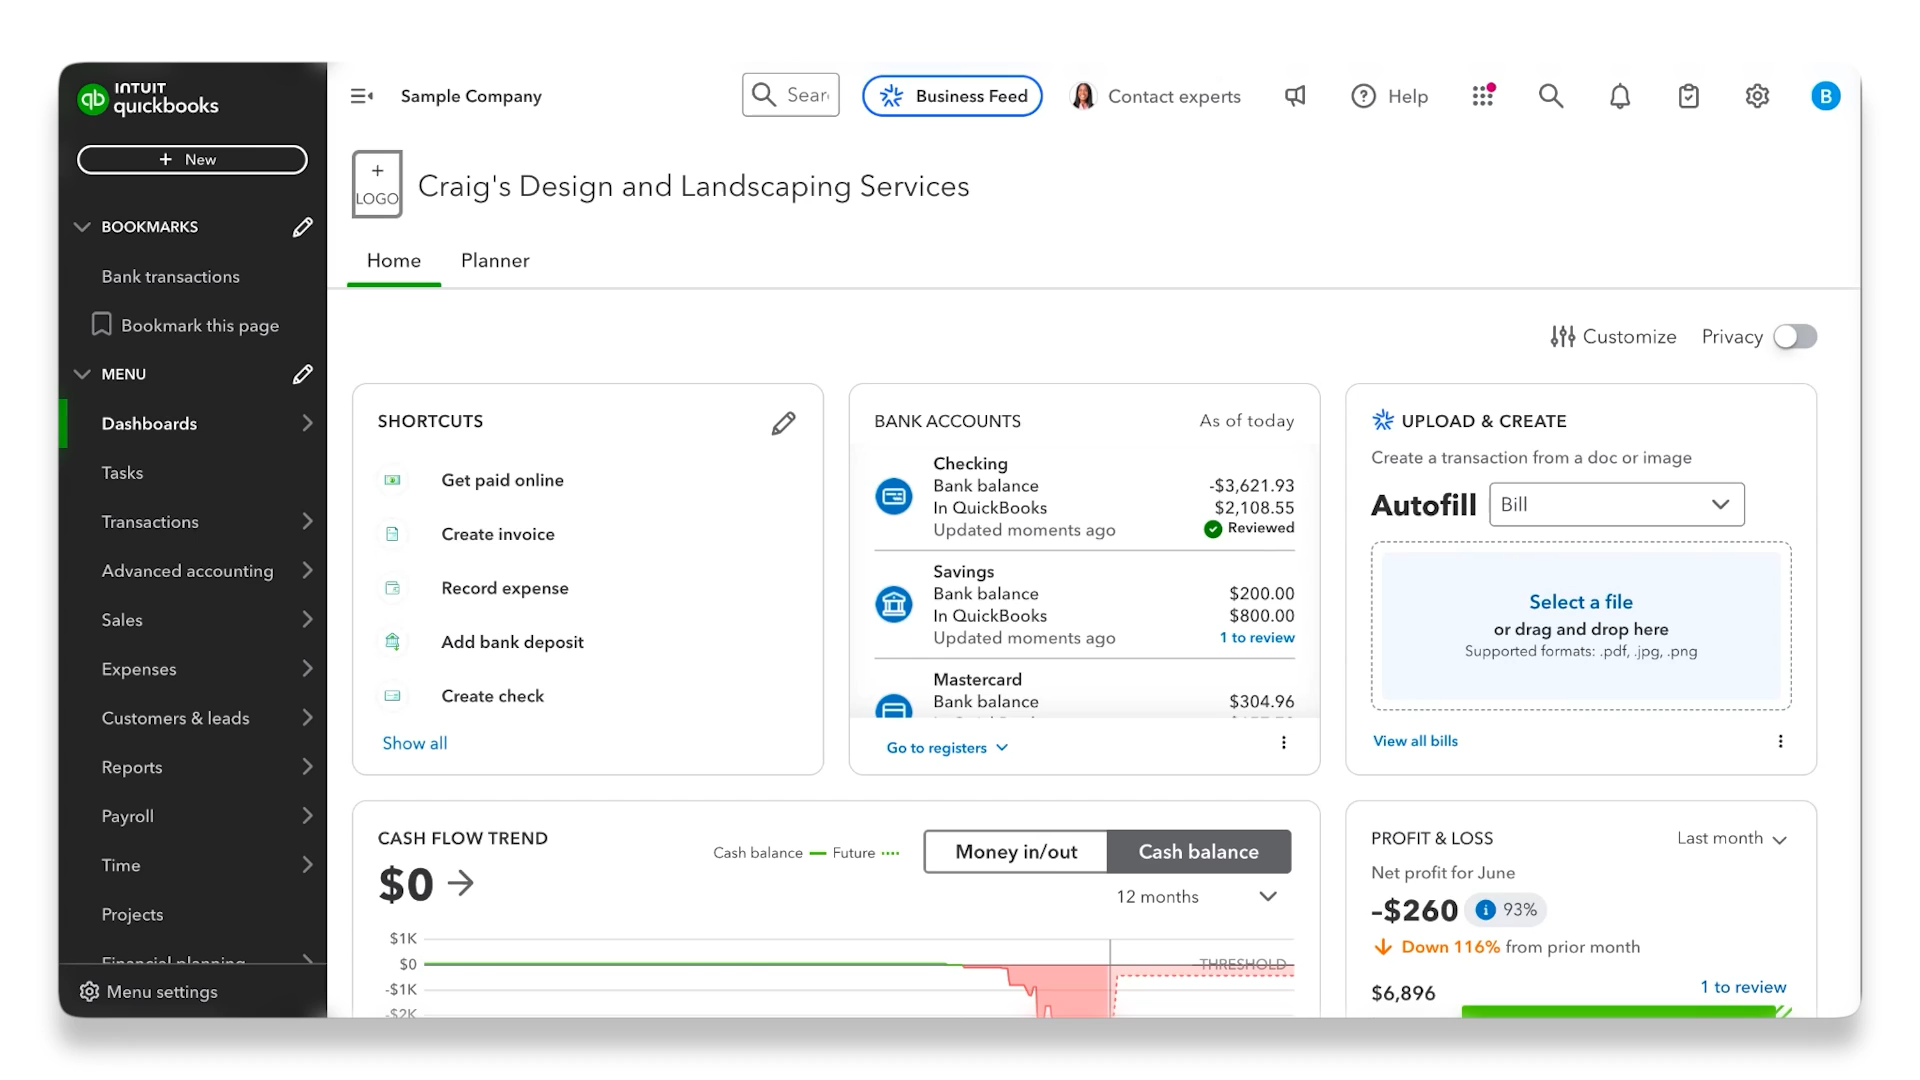 INTUIT
quickbooks
+ New
BOOKMARKS
Bank transactions
Bookmark this page
MENU
Dashboards
Tasks
Transactions
Advanced accounting
Sales
Expenses
Customers & leads
Reports
Payroll
Time
Projects
Financial planning
Menu settings
Sample Company
Sear
Business Feed
Contact experts
Help
B
+
LOGO
Craig's Design and Landscaping Services
Home
Planner
Customize
Privacy
SHORTCUTS
Get paid online
Create invoice
Record expense
Add bank deposit
Create check
Show all
BANK ACCOUNTS As of today
Checking
Bank balance -$3,621.93
In QuickBooks $2,108.55
Updated moments ago Reviewed
Savings
Bank balance $200.00
In QuickBooks $800.00
Updated moments ago 1 to review
Mastercard
Bank balance $304.96
Go to registers
UPLOAD & CREATE
Create a transaction from a doc or image
Autofill Bill
Select a file
or drag and drop here
Supported formats: .pdf, .jpg, .png
View all bills
CASH FLOW TREND
$0
Cash balance Future
Money in/out Cash balance
12 months
$1K
$0
-$1K
-$2K
THRESHOLD
PROFIT & LOSS Last month
Net profit for June
-$260 93%
Down 116% from prior month
$6,896 1 to review